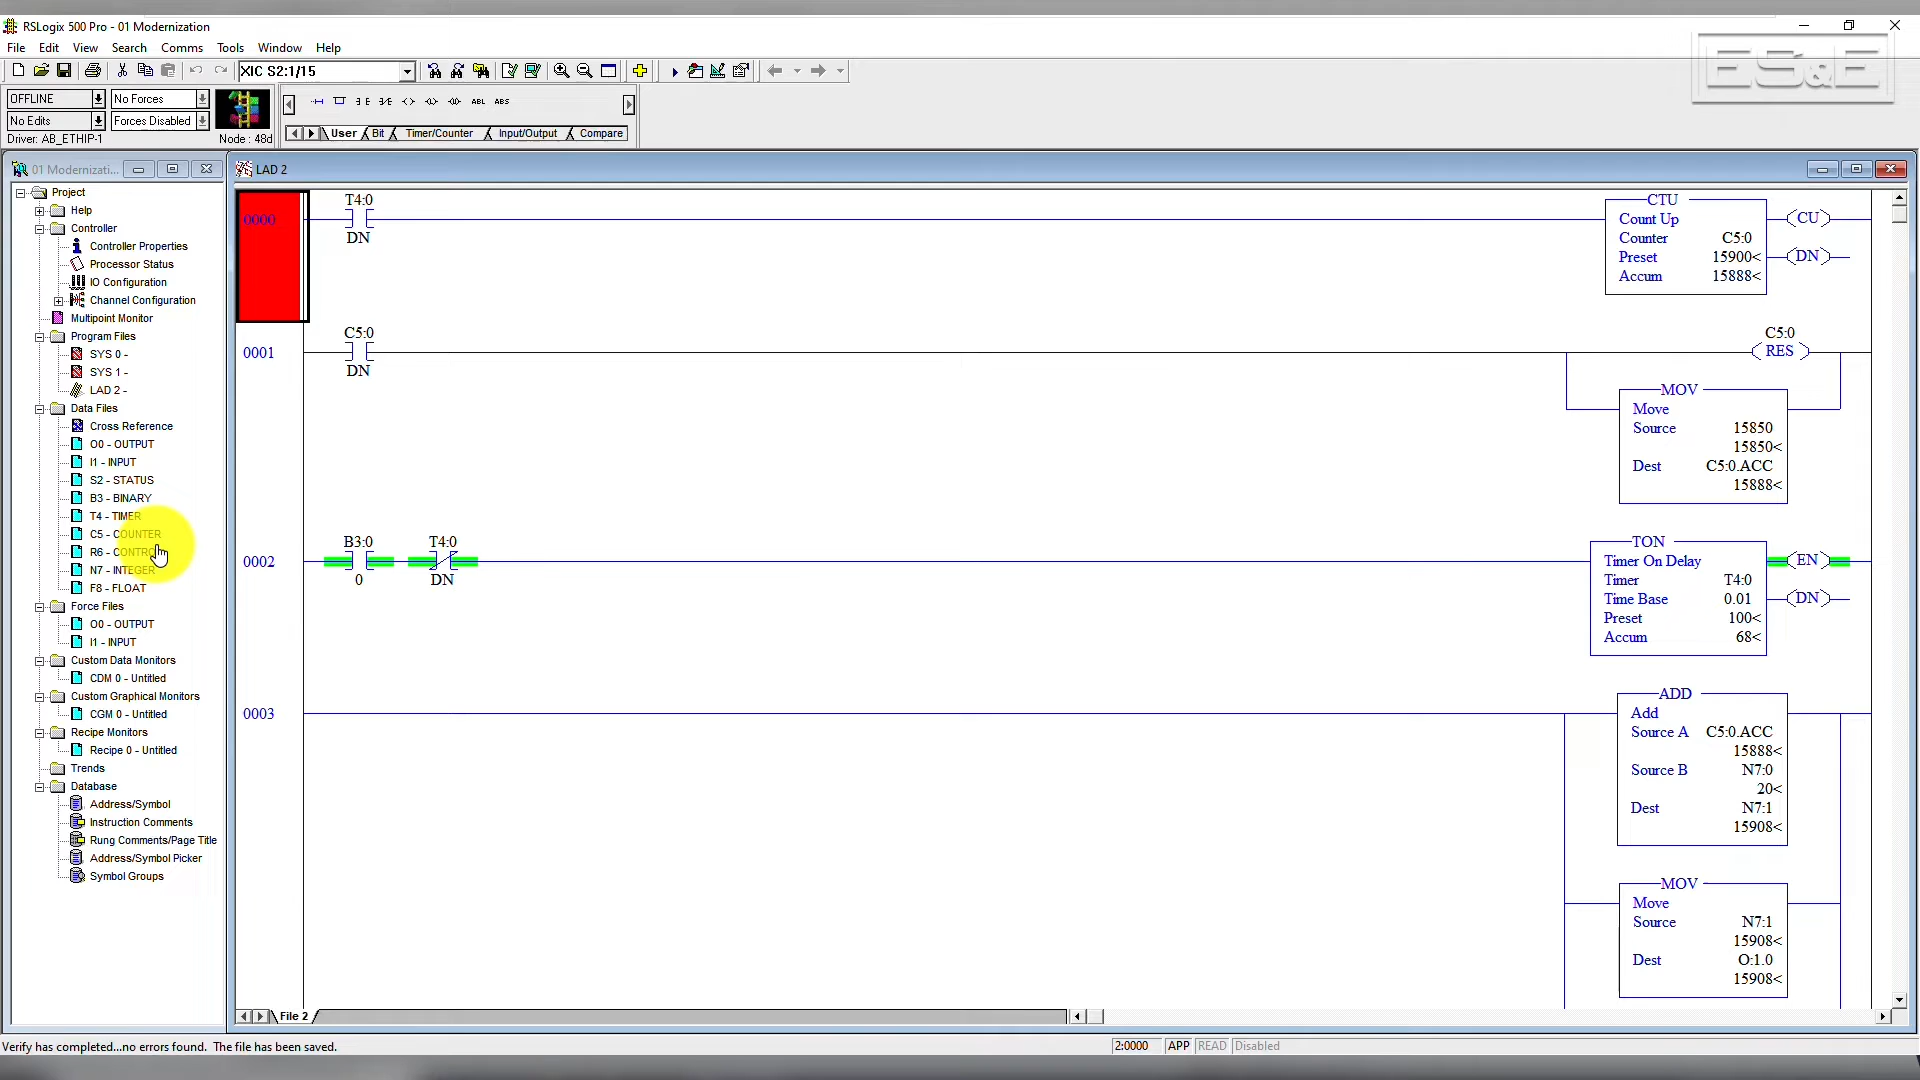 RSLogix 500 Pro - 01 Modernization
File Edit View Search Comms Tools Window Help
XIC S2:1/15
ES&E
OFFLINE No Forces
No Edits Forces Disabled
Driver: AB_ETHIP-1 Node : 48d
ABL ABS
User Bit Timer/Counter Input/Output Compare
01 Modernizati...
Project
Help
Controller
Controller Properties
Processor Status
IO Configuration
Channel Configuration
Multipoint Monitor
Program Files
SYS 0 -
SYS 1 -
LAD 2 -
Data Files
Cross Reference
O0 - OUTPUT
I1 - INPUT
S2 - STATUS
B3 - BINARY
T4 - TIMER
C5 - COUNTER
R6 - CONTRO
N7 - INTEGER
F8 - FLOAT
Force Files
O0 - OUTPUT
I1 - INPUT
Custom Data Monitors
CDM 0 - Untitled
Custom Graphical Monitors
CGM 0 - Untitled
Recipe Monitors
Recipe 0 - Untitled
Trends
Database
Address/Symbol
Instruction Comments
Rung Comments/Page Title
Address/Symbol Picker
Symbol Groups
LAD 2
0000
T4:0
DN
CTU
Count Up
Counter C5:0
Preset 15900<
Accum 15888<
CU
DN
0001
C5:0
DN
C5:0
RES
MOV
Move
Source 15850
15850<
Dest C5:0.ACC
15888<
0002
B3:0
0
T4:0
DN
TON
Timer On Delay
Timer T4:0
Time Base 0.01
Preset 100<
Accum 68<
EN
DN
0003
ADD
Add
Source A C5:0.ACC
15888<
Source B N7:0
20<
Dest N7:1
15908<
MOV
Move
Source N7:1
15908<
Dest O:1.0
15908<
File 2
Verify has completed...no errors found. The file has been saved.
2:0000 APP READ Disabled